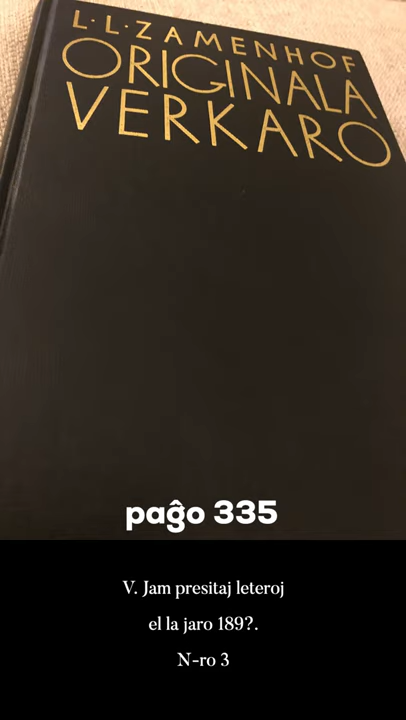 L·L·ZAMENHOF
ORIGINALA
VERKARO
paĝo 335
V. Jam presitaj leteroj
el la jaro 189?.
N-ro 3